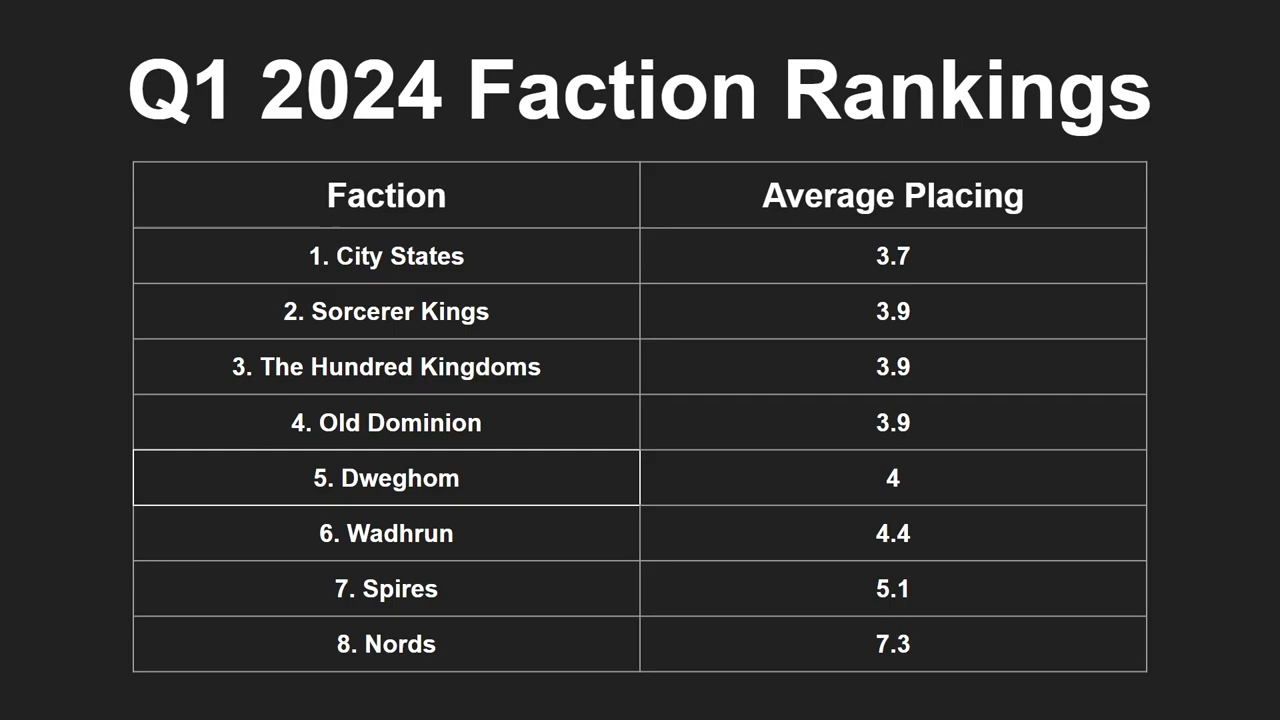 Q1 2024 Faction Rankings
Faction Average Placing
1. City States 3.7
2. Sorcerer Kings 3.9
3. The Hundred Kingdoms 3.9
4. Old Dominion 3.9
5. Dweghom 4
6. Wadhrun 4.4
7. Spires 5.1
8. Nords 7.3